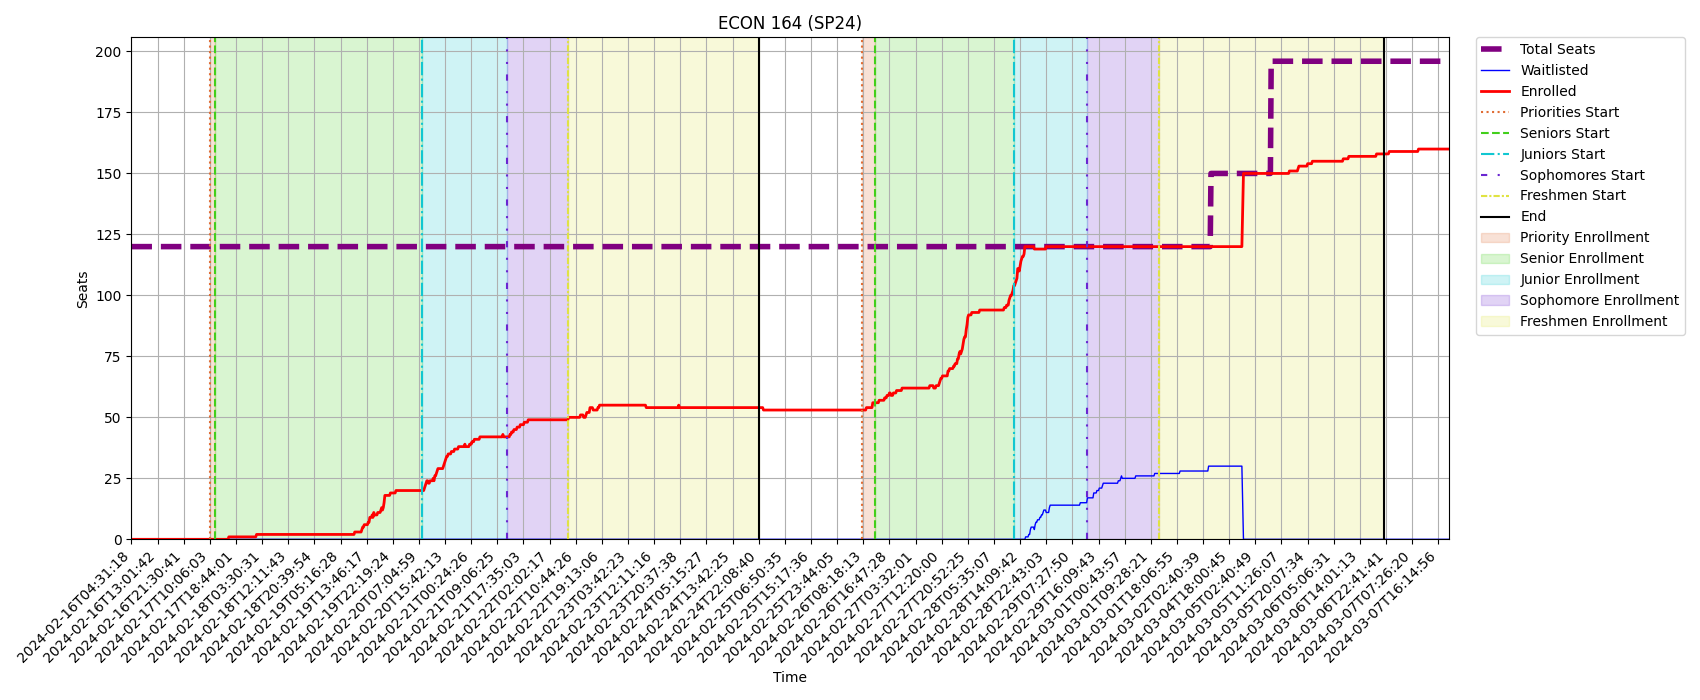 ECON 164 (SP24)
200
175
150
125
100
75
50
25
0
Seats
2024-02-16T04:31:18
2024-02-16T13:01:42
2024-02-16T21:30:41
2024-02-17T10:06:03
2024-02-17T18:44:01
2024-02-18T03:30:31
2024-02-18T12:11:43
2024-02-18T20:39:54
2024-02-19T05:16:28
2024-02-19T13:46:17
2024-02-19T22:19:24
2024-02-20T07:04:59
2024-02-20T15:42:13
2024-02-21T00:24:26
2024-02-21T09:06:25
2024-02-21T17:35:03
2024-02-22T02:02:17
2024-02-22T10:44:26
2024-02-22T19:13:06
2024-02-23T03:42:23
2024-02-23T12:11:16
2024-02-23T20:37:38
2024-02-24T05:15:27
2024-02-24T13:42:25
2024-02-24T22:08:40
2024-02-25T06:50:35
2024-02-25T15:17:36
2024-02-25T23:44:05
2024-02-26T08:18:13
2024-02-26T16:47:28
2024-02-27T03:32:01
2024-02-27T12:20:00
2024-02-27T20:52:25
2024-02-28T05:35:07
2024-02-28T14:09:42
2024-02-28T22:43:03
2024-02-29T07:27:50
2024-02-29T16:09:43
2024-03-01T00:43:57
2024-03-01T09:28:21
2024-03-01T18:06:55
2024-03-02T02:40:39
2024-03-04T18:00:45
2024-03-05T02:40:49
2024-03-05T11:26:07
2024-03-05T20:07:34
2024-03-06T05:06:31
2024-03-06T14:01:13
2024-03-06T22:41:41
2024-03-07T07:26:20
2024-03-07T16:14:56
Time
Total Seats
Waitlisted
Enrolled
Priorities Start
Seniors Start
Juniors Start
Sophomores Start
Freshmen Start
End
Priority Enrollment
Senior Enrollment
Junior Enrollment
Sophomore Enrollment
Freshmen Enrollment